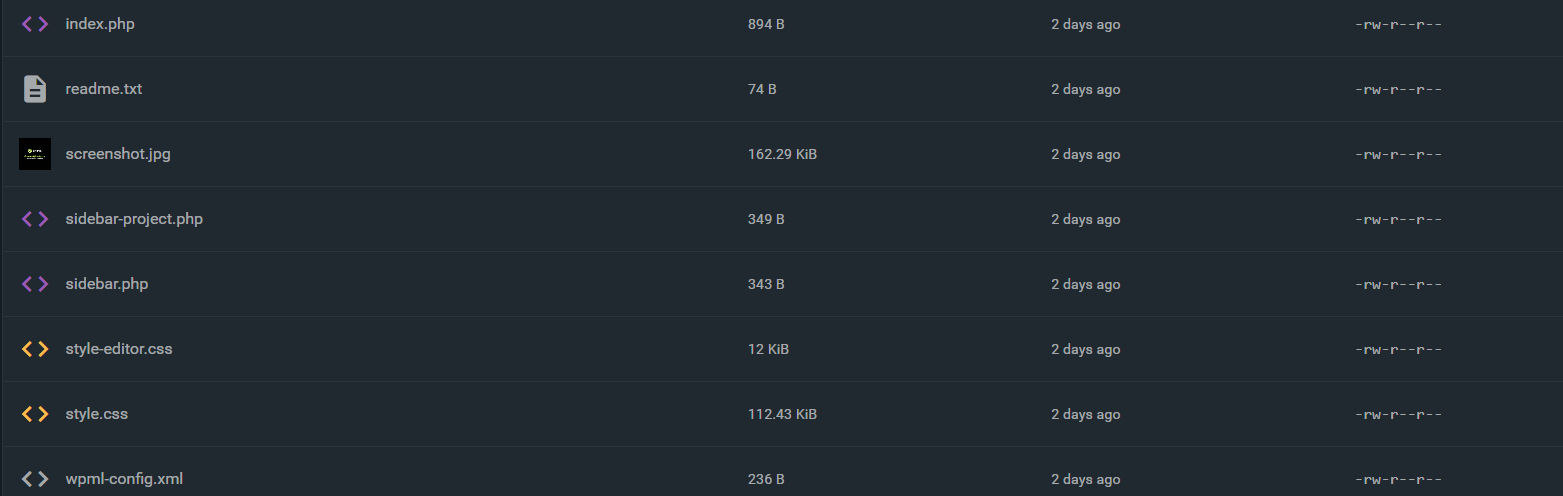 index.php 894 B 2 days ago -rw-r--r--
readme.txt 74 B 2 days ago -rw-r--r--
screenshot.jpg 162.29 KiB 2 days ago -rw-r--r--
sidebar-project.php 349 B 2 days ago -rw-r--r--
sidebar.php 343 B 2 days ago -rw-r--r--
style-editor.css 12 KiB 2 days ago -rw-r--r--
style.css 112.43 KiB 2 days ago -rw-r--r--
wpml-config.xml 236 B 2 days ago -rw-r--r--